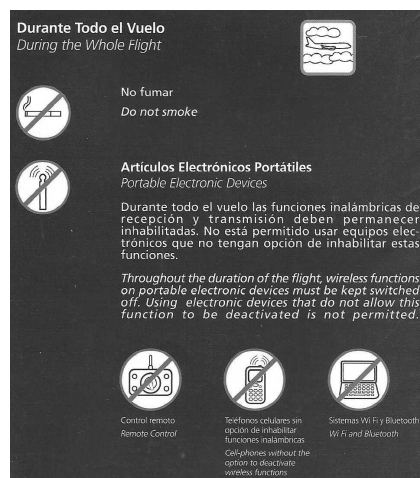 Durante Todo el Vuelo
During the Whole Flight
No fumar
Do not smoke
Artículos Electrónicos Portátiles
Portable Electronic Devices
Durante todo el vuelo las funciones inalámbricas de
recepción y transmisión deben permanecer
inhabilitadas. No está permitido usar equipos elec-
trónicos que no tengan opción de inhabilitar estas
funciones.
Throughout the duration of the flight, wireless functions
on portable electronic devices must be kept switched
off. Using electronic devices that do not allow this
function to be deactivated is not permitted.
Control remoto
Remote Control
Teléfonos celulares sin
opción de inhabilitar
funciones inalámbricas
Cell-phones without the
option to deactivate
wireless functions
Sistemas Wi Fi y Bluetooth
Wi Fi and Bluetooth